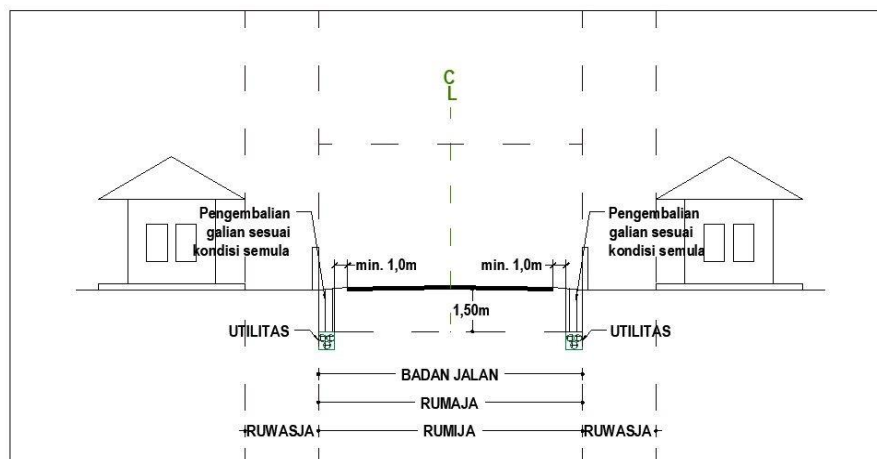 C
L
Pengembalian
galian sesuai
kondisi semula
Pengembalian
galian sesuai
kondisi semula
min. 1,0m
min. 1,0m
1,50m
UTILITAS
UTILITAS
BADAN JALAN
RUMAJA
RUWASJA
RUMIJA
RUWASJA